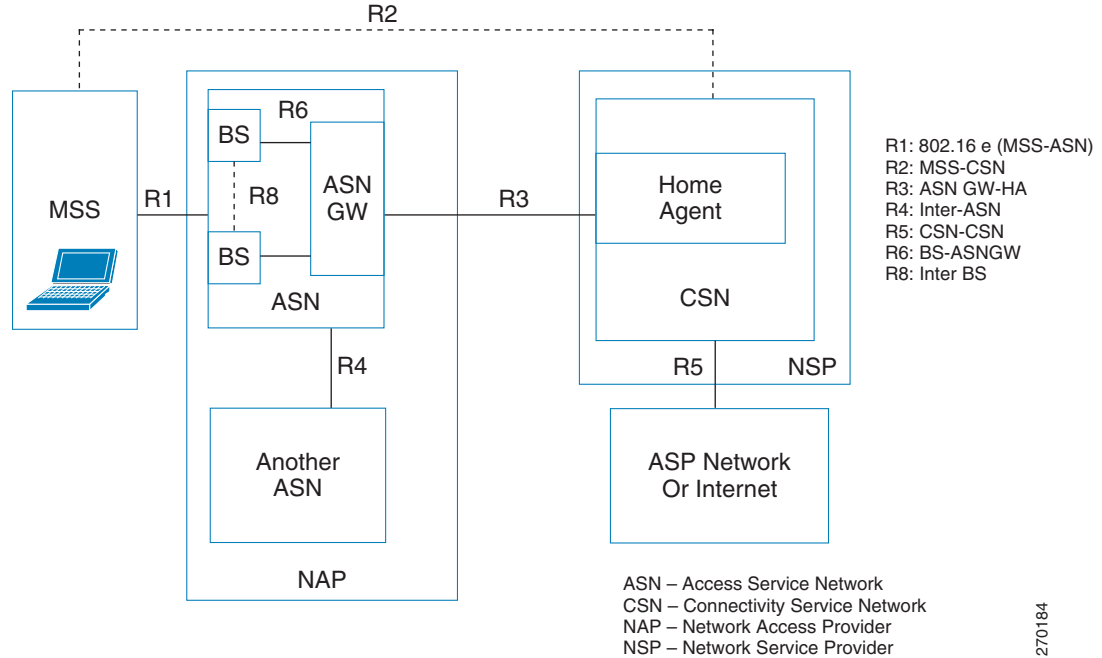 R2
R6
BS
R1
MSS
R8
ASN
GW
BS
ASN
R3
Home
Agent
CSN
R4
R5
NSP
Another
ASN
ASP Network
Or Internet
NAP
R1: 802.16 e (MSS-ASN)
R2: MSS-CSN
R3: ASN GW-HA
R4: Inter-ASN
R5: CSN-CSN
R6: BS-ASNGW
R8: Inter BS
ASN – Access Service Network
CSN – Connectivity Service Network
NAP – Network Access Provider
NSP – Network Service Provider
270184